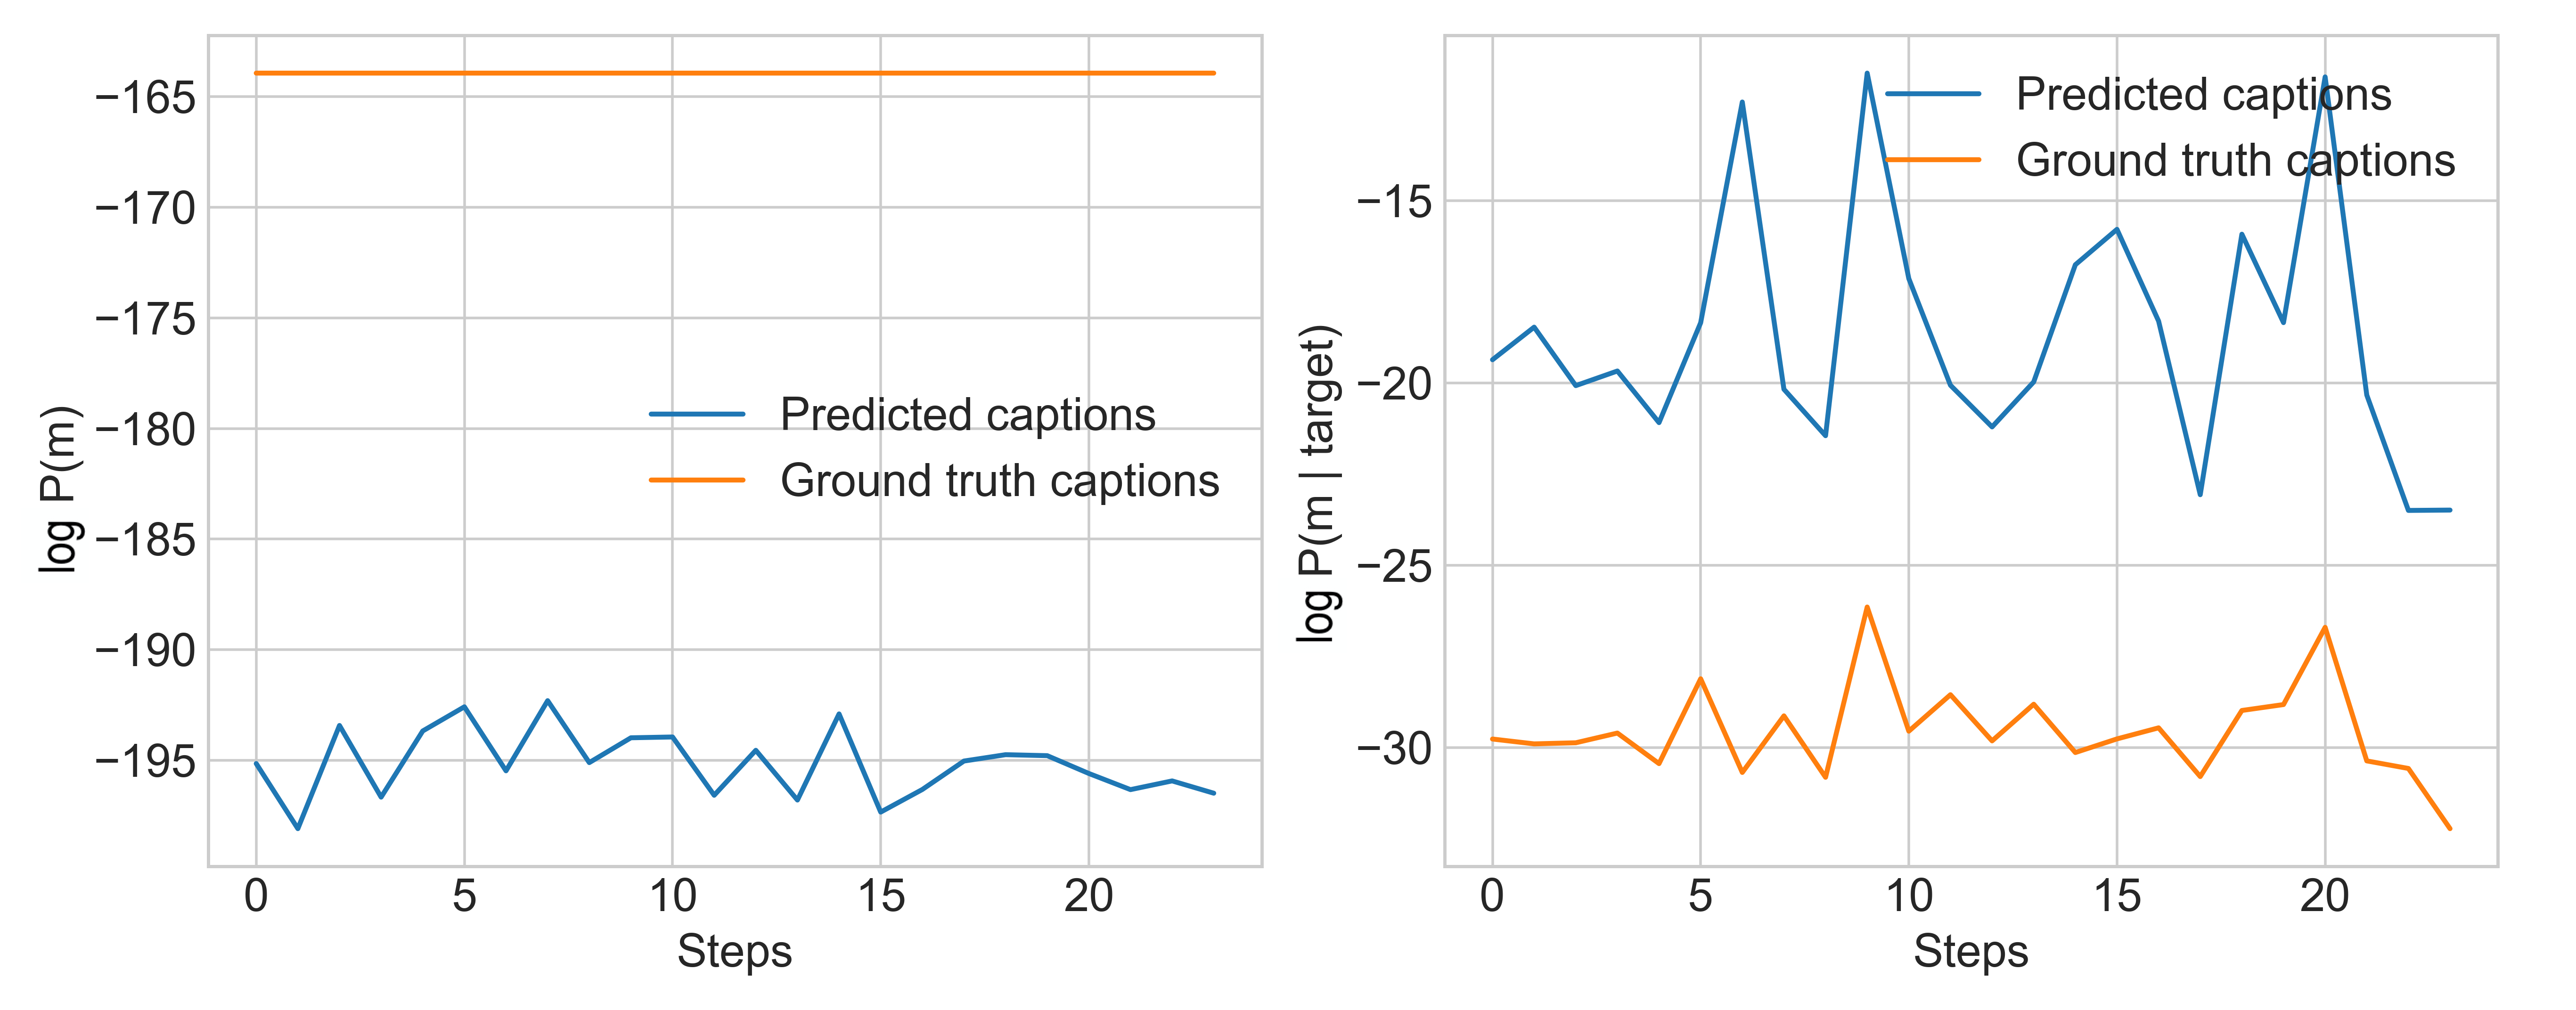 log P(m)
−165
−170
−175
−180
−185
−190
−195
0 5 10 15 20
Steps
Predicted captions
Ground truth captions
log P(m | target)
−15
−20
−25
−30
0 5 10 15 20
Steps
Predicted captions
Ground truth captions